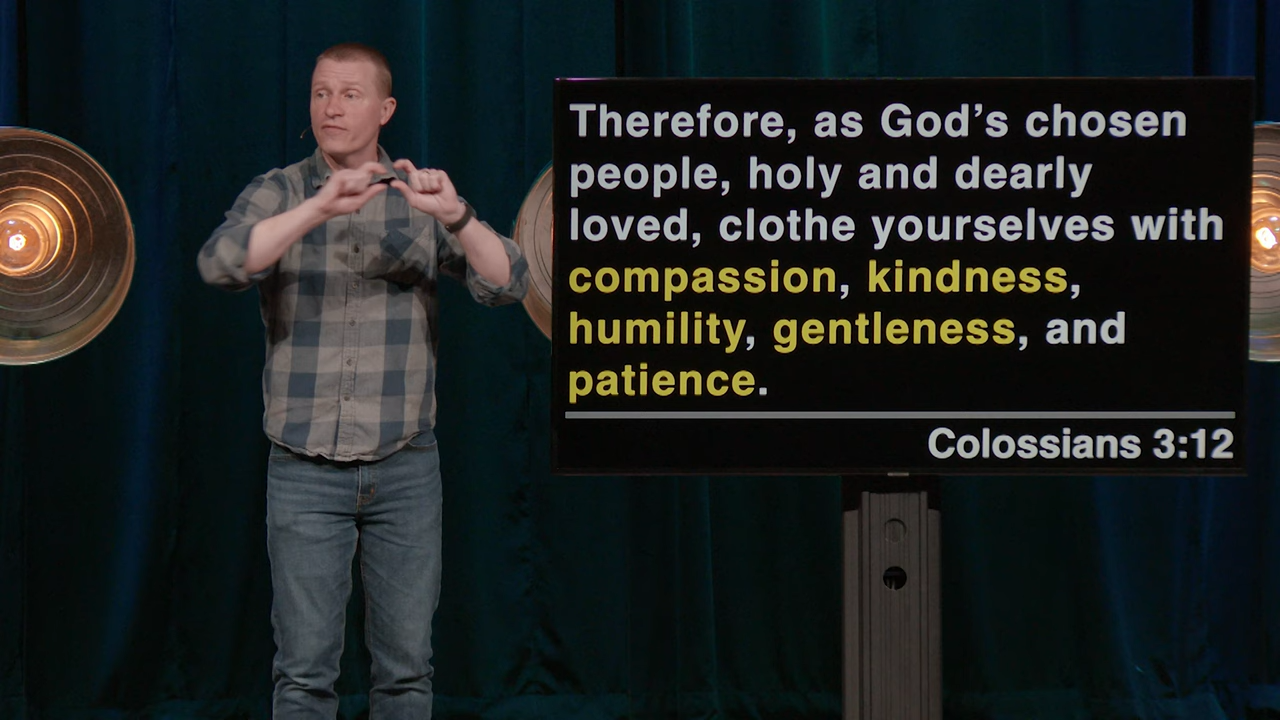 Therefore, as God's chosen
people, holy and dearly
loved, clothe yourselves with
compassion, kindness,
humility, gentleness, and
patience.
Colossians 3:12